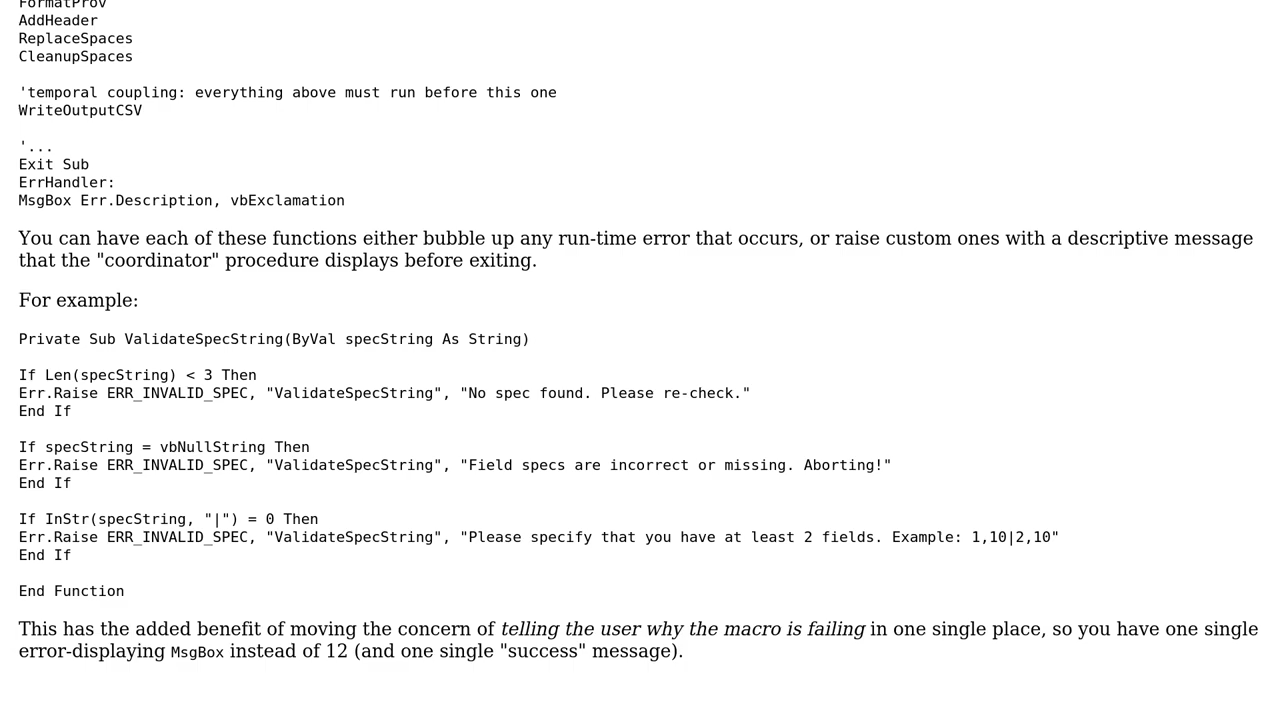 FormatProv
AddHeader
ReplaceSpaces
CleanupSpaces
'temporal coupling: everything above must run before this one
WriteOutputCSV
'...
Exit Sub
ErrHandler:
MsgBox Err.Description, vbExclamation
You can have each of these functions either bubble up any run-time error that occurs, or raise custom ones with a descriptive message
that the "coordinator" procedure displays before exiting.
For example:
Private Sub ValidateSpecString(ByVal specString As String)
If Len(specString) < 3 Then
Err.Raise ERR_INVALID_SPEC, "ValidateSpecString", "No spec found. Please re-check."
End If
If specString = vbNullString Then
Err.Raise ERR_INVALID_SPEC, "ValidateSpecString", "Field specs are incorrect or missing. Aborting!"
End If
If InStr(specString, "|") = 0 Then
Err.Raise ERR_INVALID_SPEC, "ValidateSpecString", "Please specify that you have at least 2 fields. Example: 1,10|2,10"
End If
End Function
This has the added benefit of moving the concern of telling the user why the macro is failing in one single place, so you have one single
error-displaying MsgBox instead of 12 (and one single "success" message).